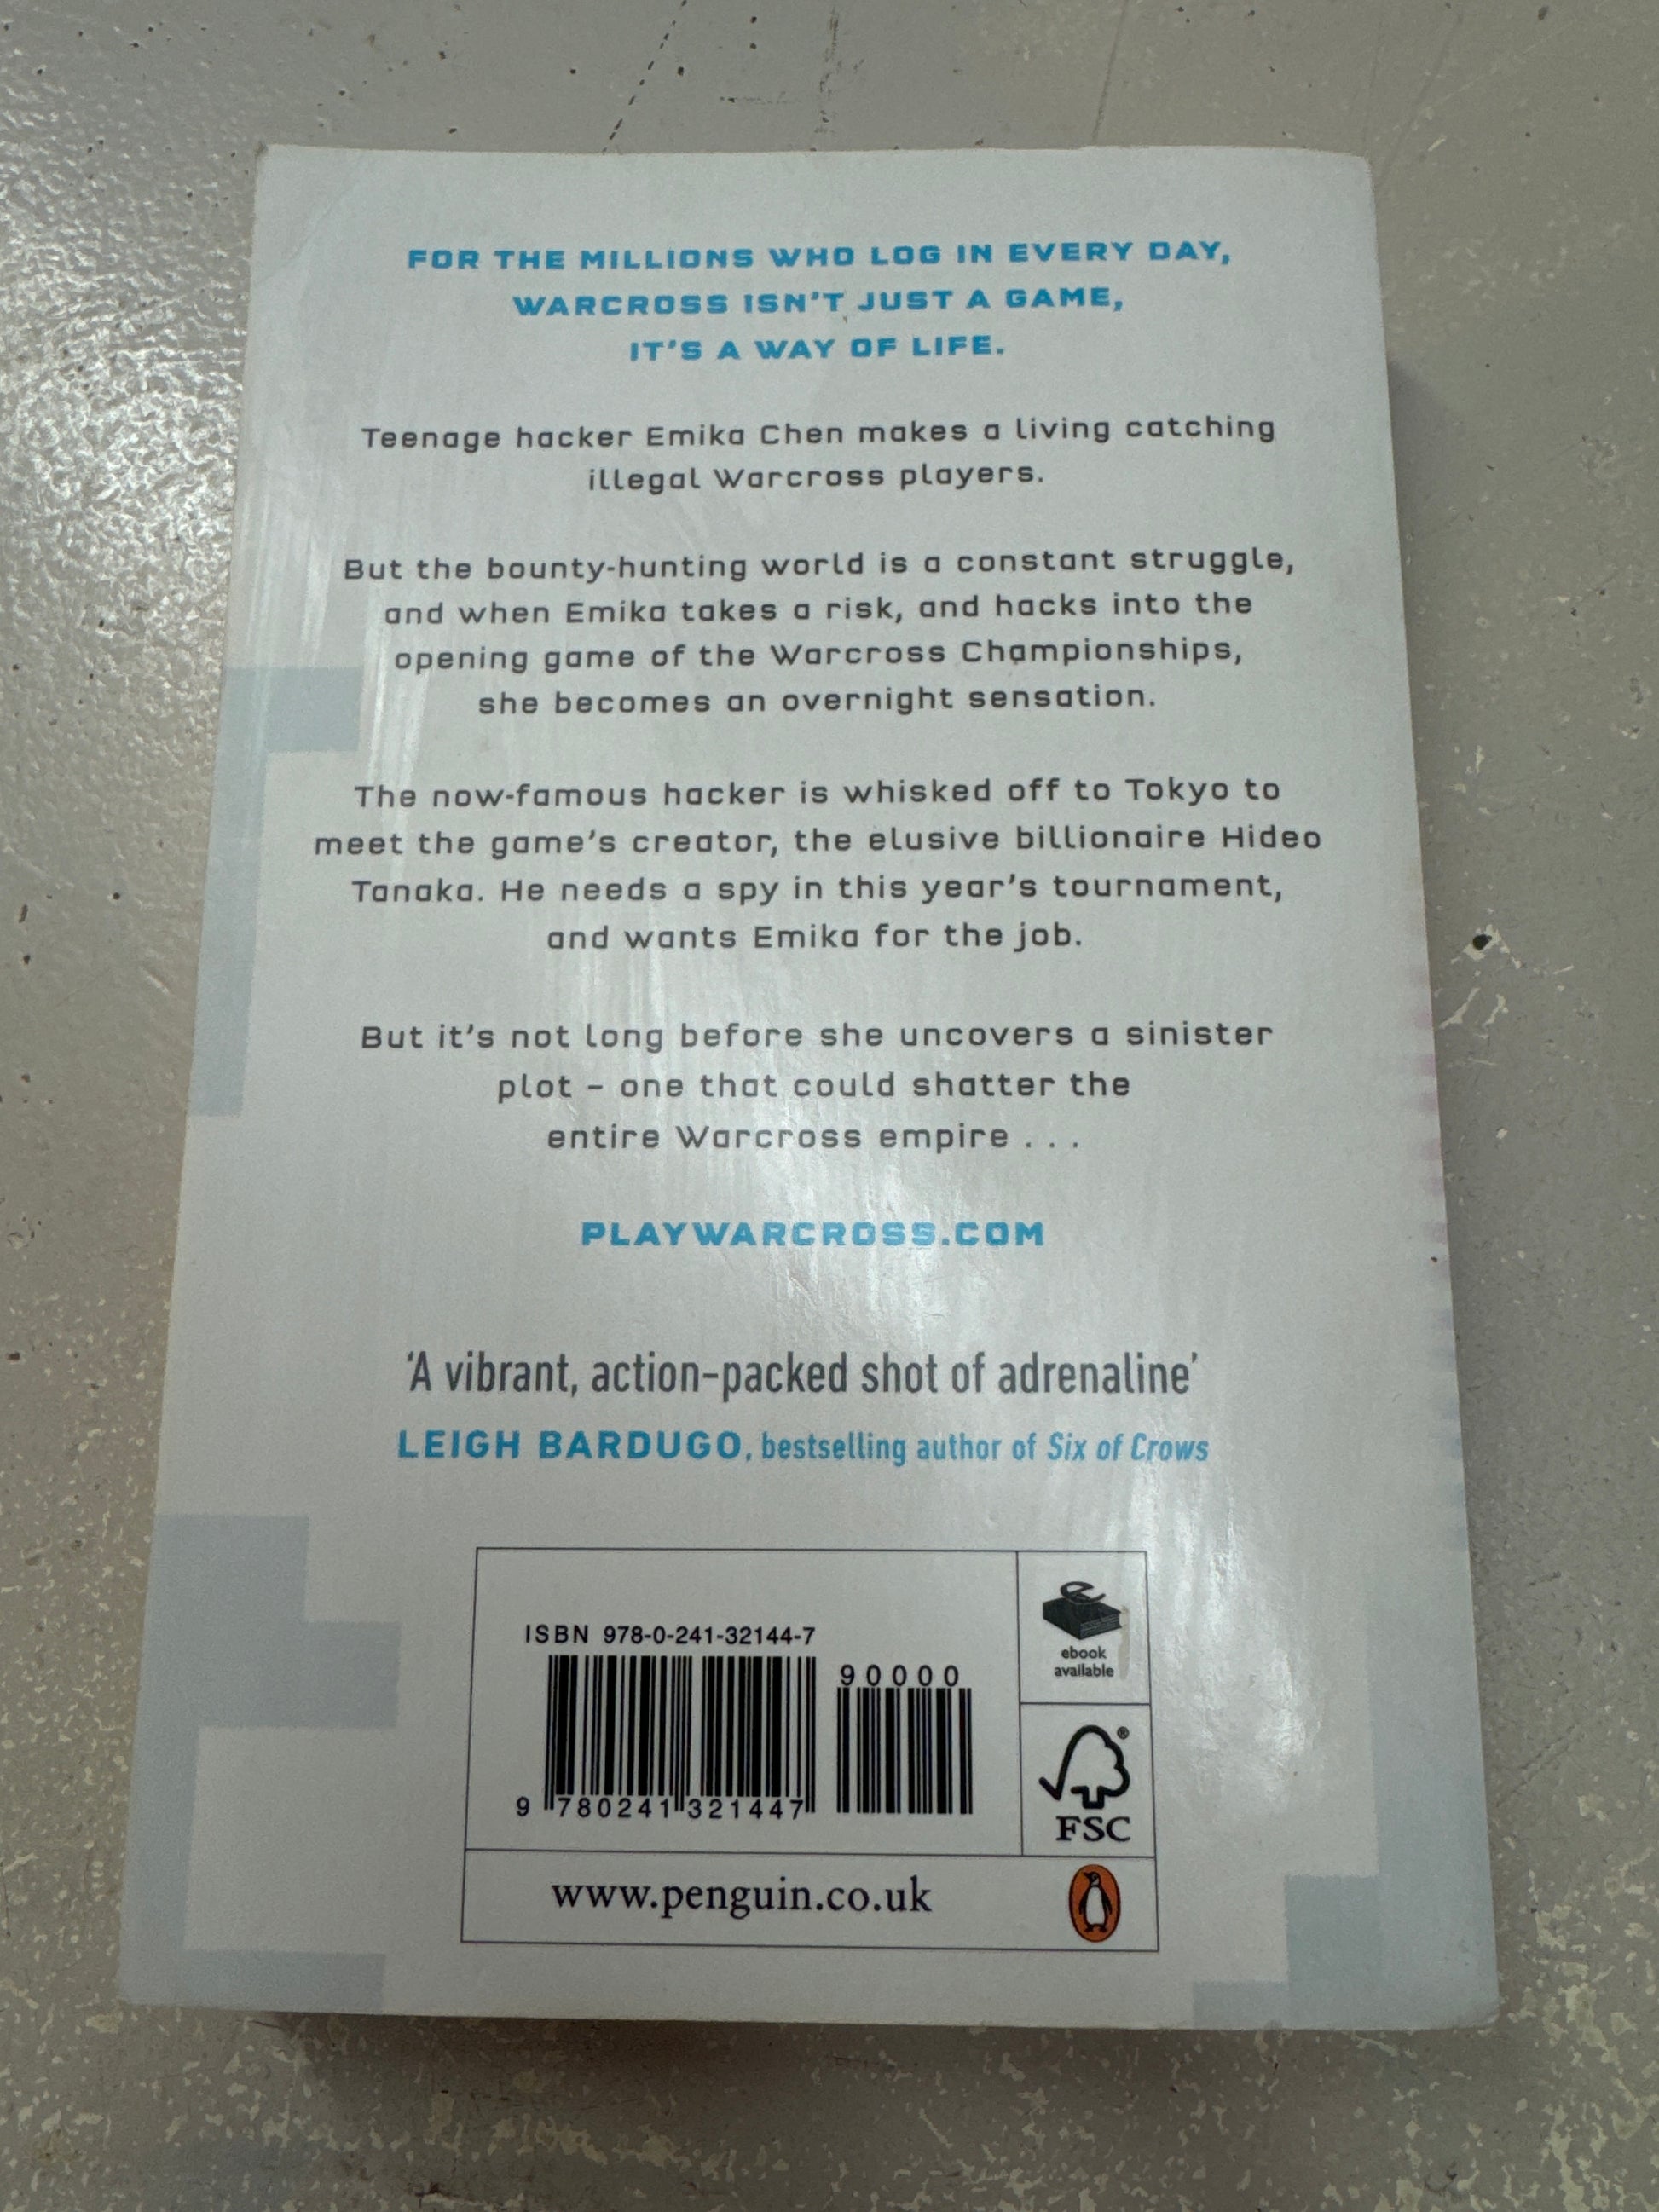 FOR THE MILLIONS WHO LOG IN EVERY DAY,
WARCROSS ISN'T JUST A GAME,
IT'S A WAY OF LIFE.
Teenage hacker Emika Chen makes a living catching
illegal Warcross players.
But the bounty-hunting world is a constant struggle,
and when Emika takes a risk, and hacks into the
opening game of the Warcross Championships,
she becomes an overnight sensation.
The now-famous hacker is whisked off to Tokyo to
meet the game's creator, the elusive billionaire Hideo
Tanaka. He needs a spy in this year's tournament,
and wants Emika for the job.
But it's not long before she uncovers a sinister
plot – one that could shatter the
entire Warcross empire . . .
PLAYWARCROSS.COM
'A vibrant, action-packed shot of adrenaline'
LEIGH BARDUGO, bestselling author of Six of Crows
ISBN 978-0-241-32144-7
90000
9 780241 321447
e
ebook
available
®
FSC
www.penguin.co.uk